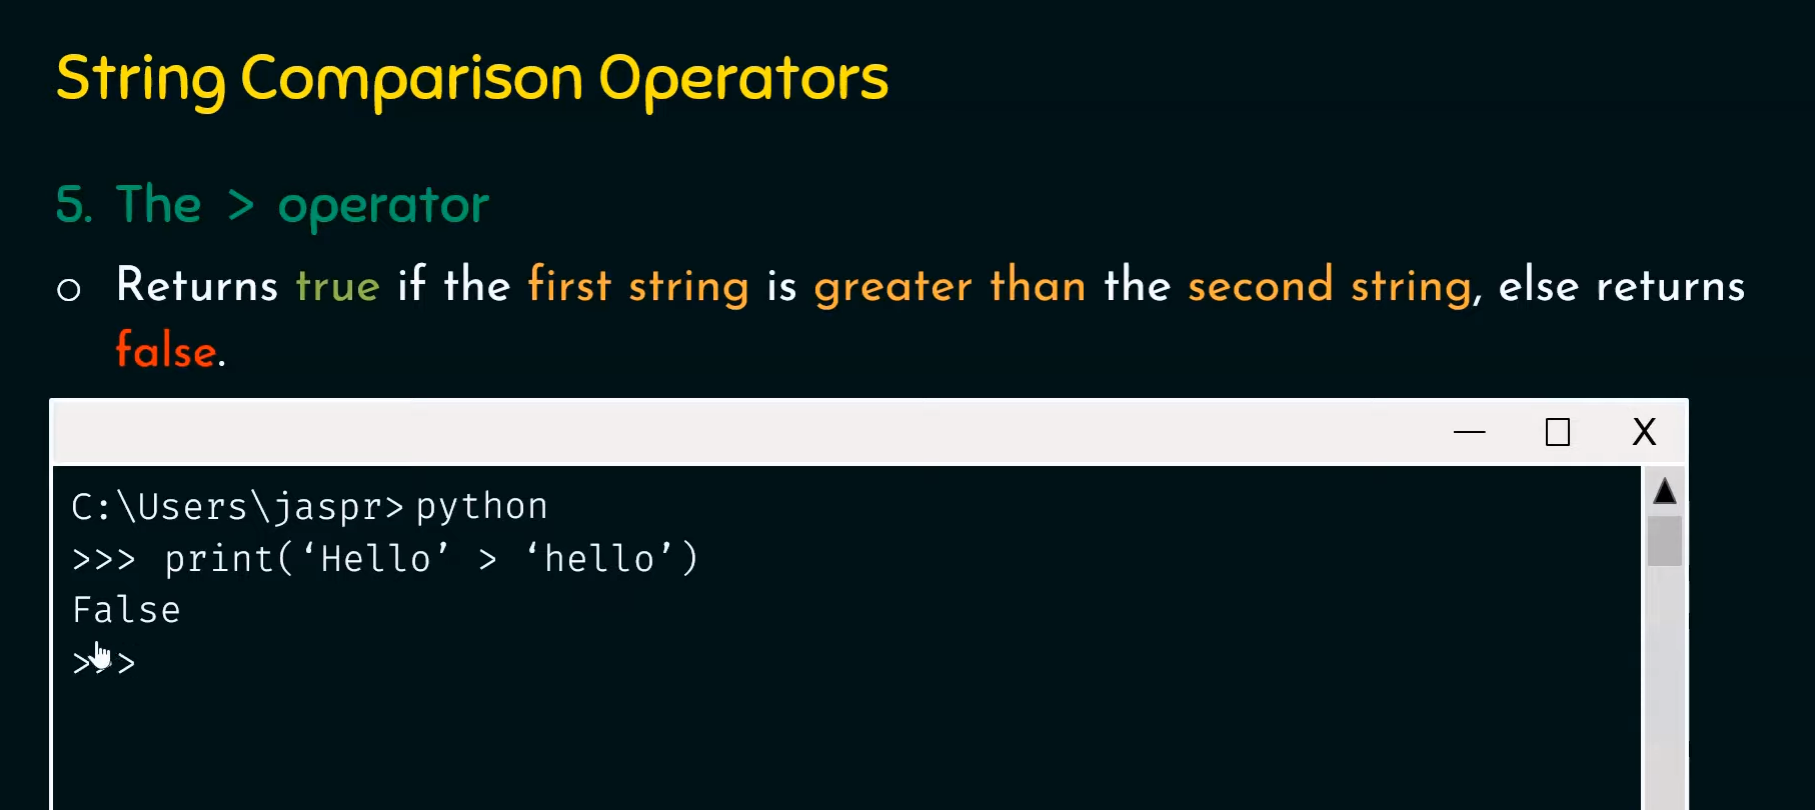 String Comparison Operators
5. The > operator
○ Returns true if the first string is greater than the second string, else returns
false.
— □ X
C:\Users\jaspr> python
>>> print(‘Hello’ > ‘hello’)
False
>>>